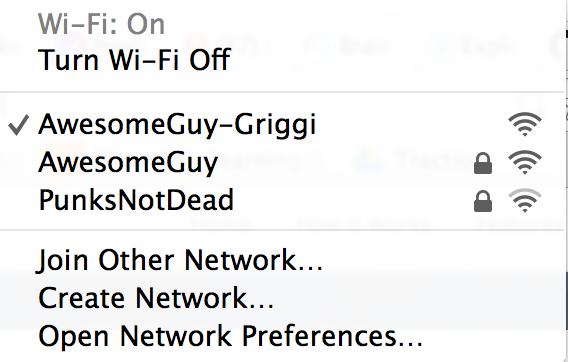 Wi-Fi: On
Turn Wi-Fi Off
AwesomeGuy-Griggi
AwesomeGuy
PunksNotDead
Join Other Network...
Create Network...
Open Network Preferences...